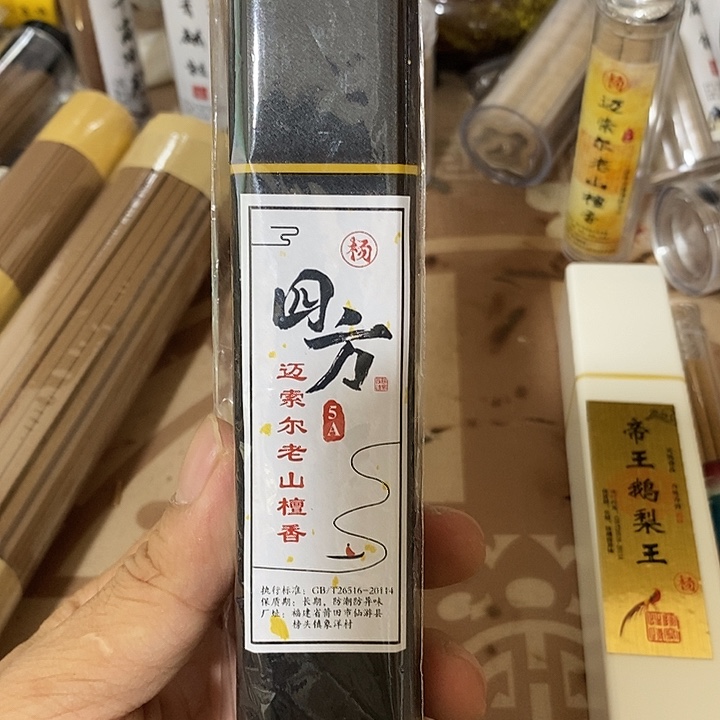 杨
四方
5A
迈索尔老山檀香
执行标准：GB/T26516-20114
保质期：长期，防潮防异味
厂址：福建省莆田市仙游县
榜头镇象洋村
杨
迈索尔老山檀香
帝王鹅梨王
杨